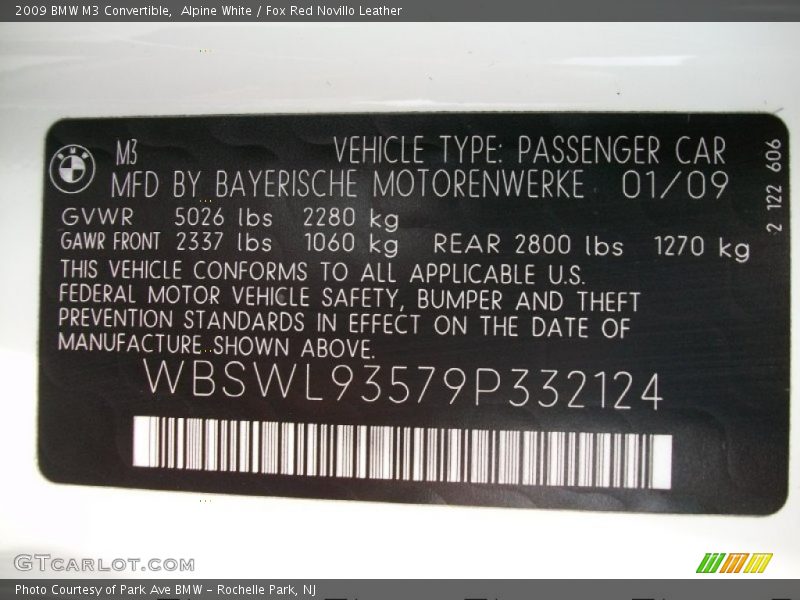 2009 BMW M3 Convertible,  Alpine White / Fox Red Novillo Leather
M3
VEHICLE TYPE: PASSENGER CAR
MFD BY BAYERISCHE MOTORENWERKE 01/09
GVWR 5026 lbs 2280 kg
GAWR FRONT 2337 lbs 1060 kg REAR 2800 lbs 1270 kg
THIS VEHICLE CONFORMS TO ALL APPLICABLE U.S.
FEDERAL MOTOR VEHICLE SAFETY, BUMPER AND THEFT
PREVENTION STANDARDS IN EFFECT ON THE DATE OF
MANUFACTURE SHOWN ABOVE.
WBSWL93579P332124
2 122 606
GTCARLOT.COM
Photo Courtesy of Park Ave BMW - Rochelle Park, NJ